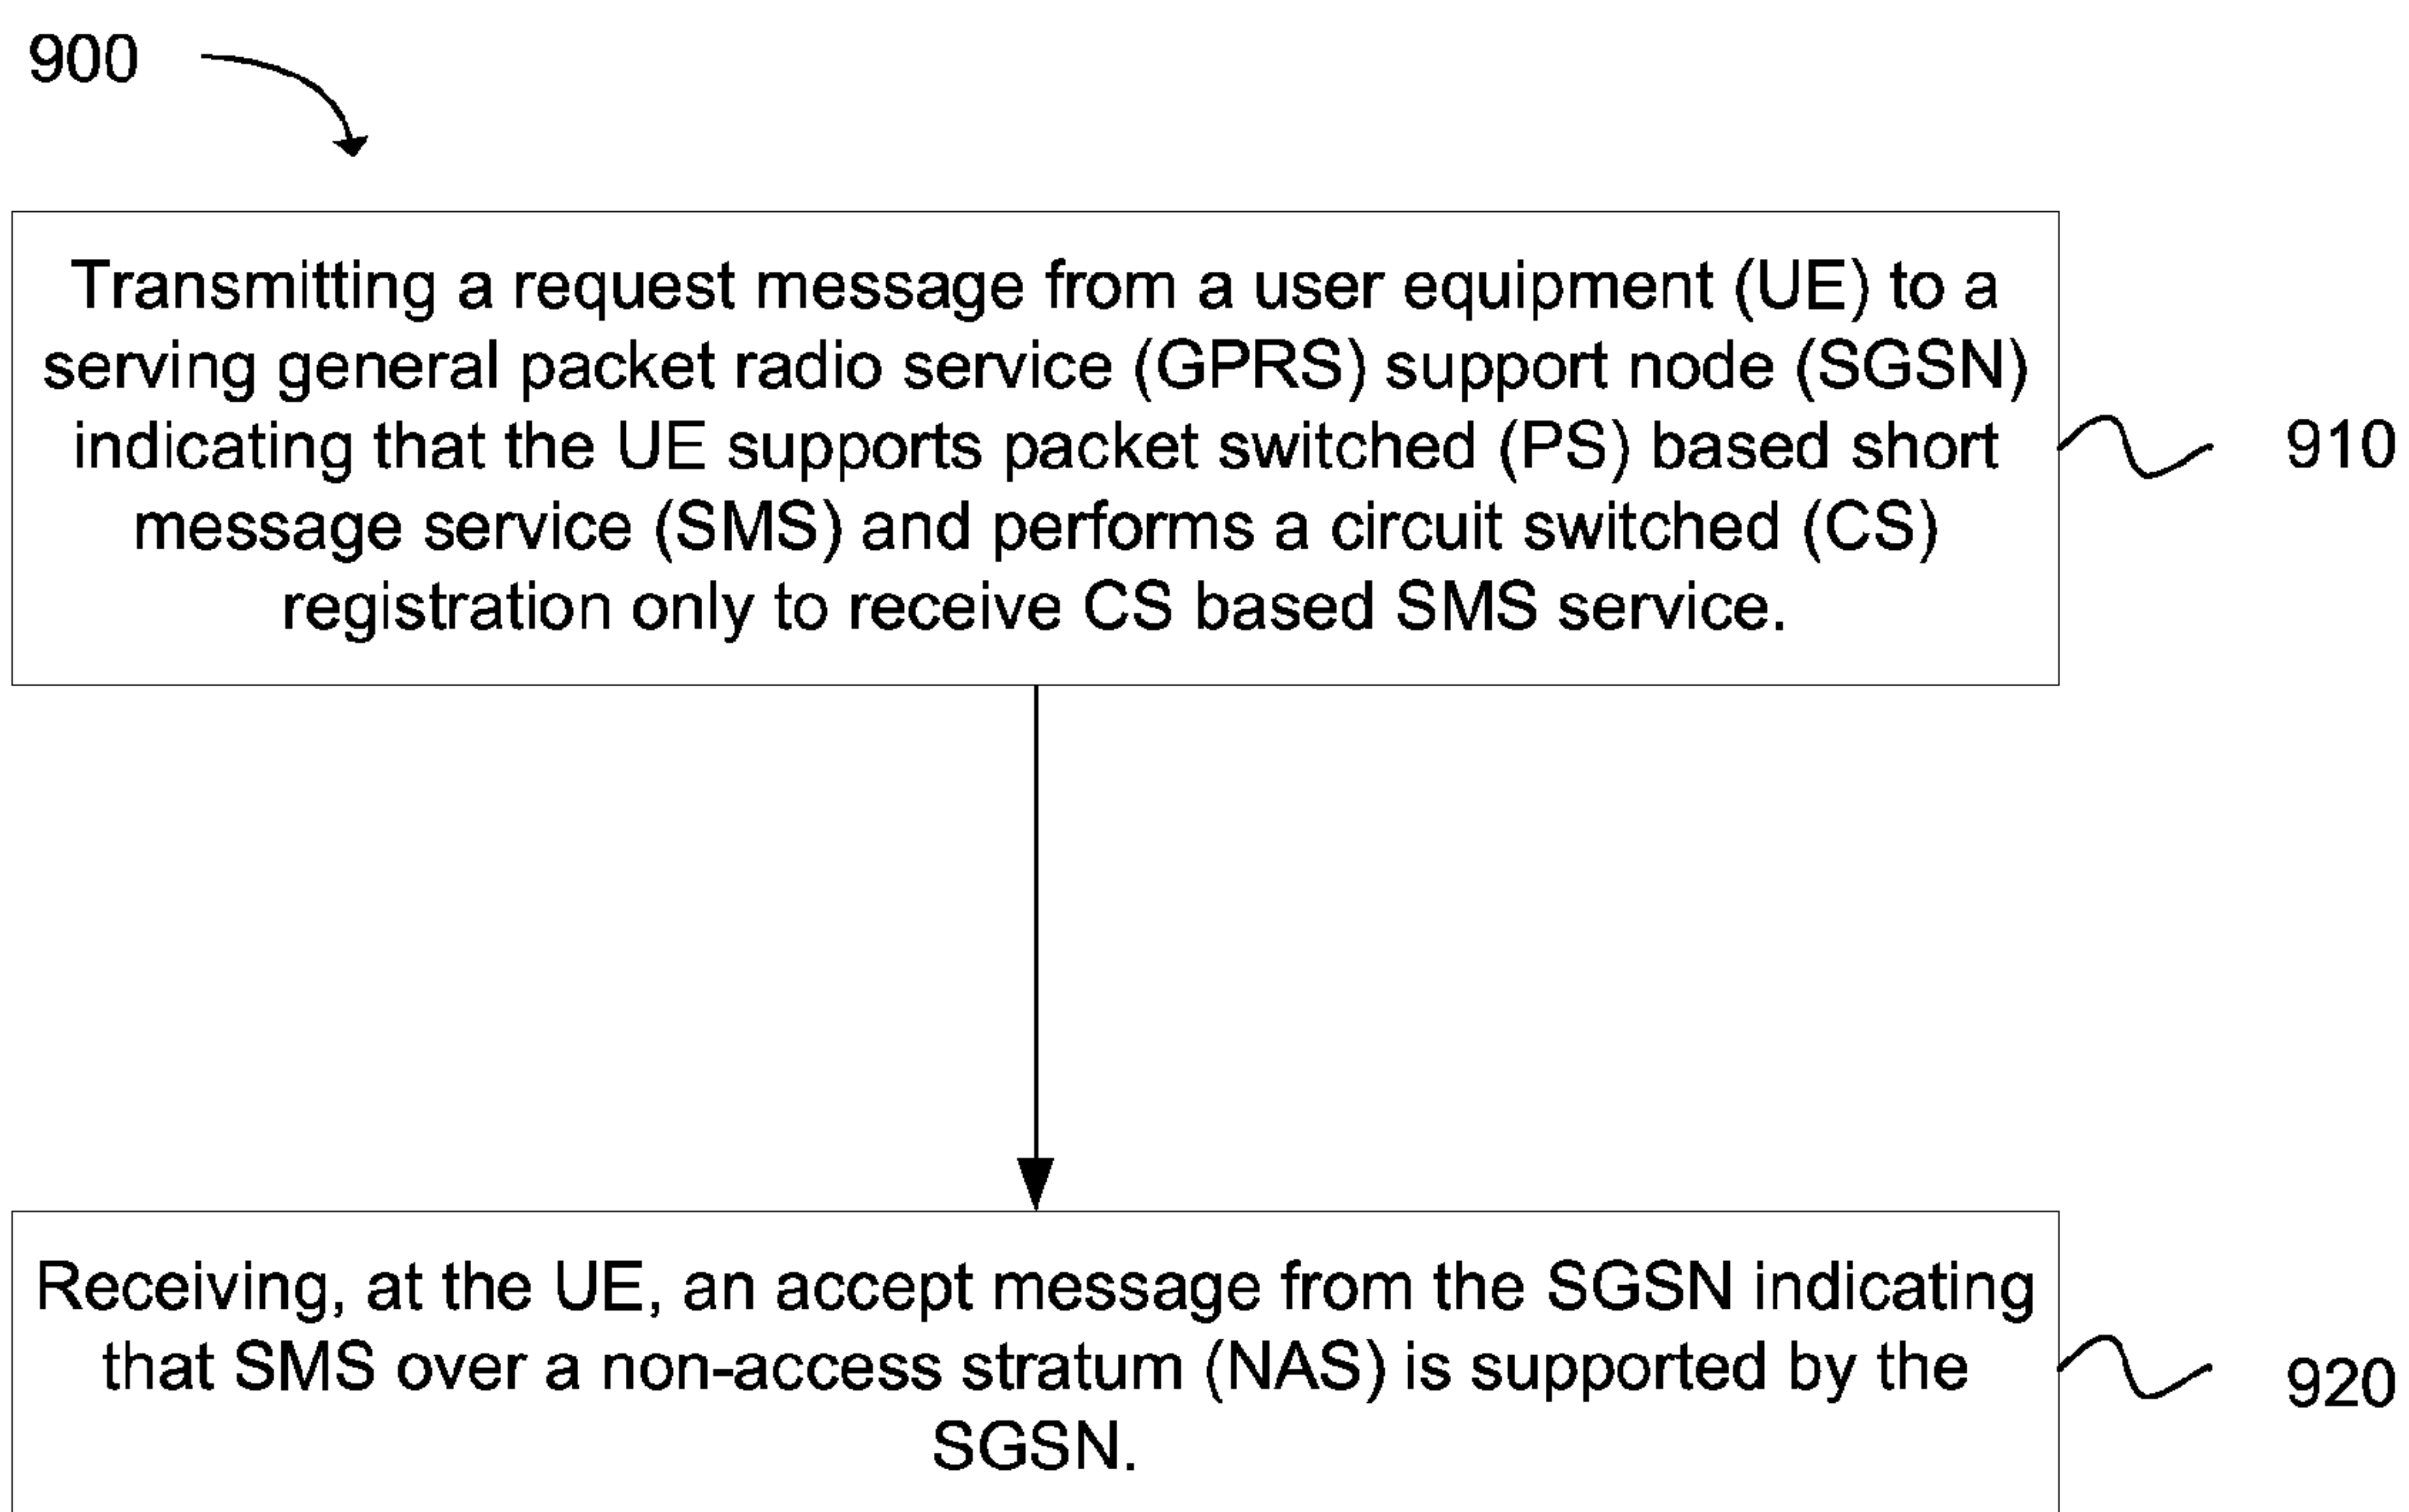 900
Transmitting a request message from a user equipment (UE) to a
serving general packet radio service (GPRS) support node (SGSN)
indicating that the UE supports packet switched (PS) based short
message service (SMS) and performs a circuit switched (CS)
registration only to receive CS based SMS service.
910
Receiving, at the UE, an accept message from the SGSN indicating
that SMS over a non-access stratum (NAS) is supported by the
SGSN.
920